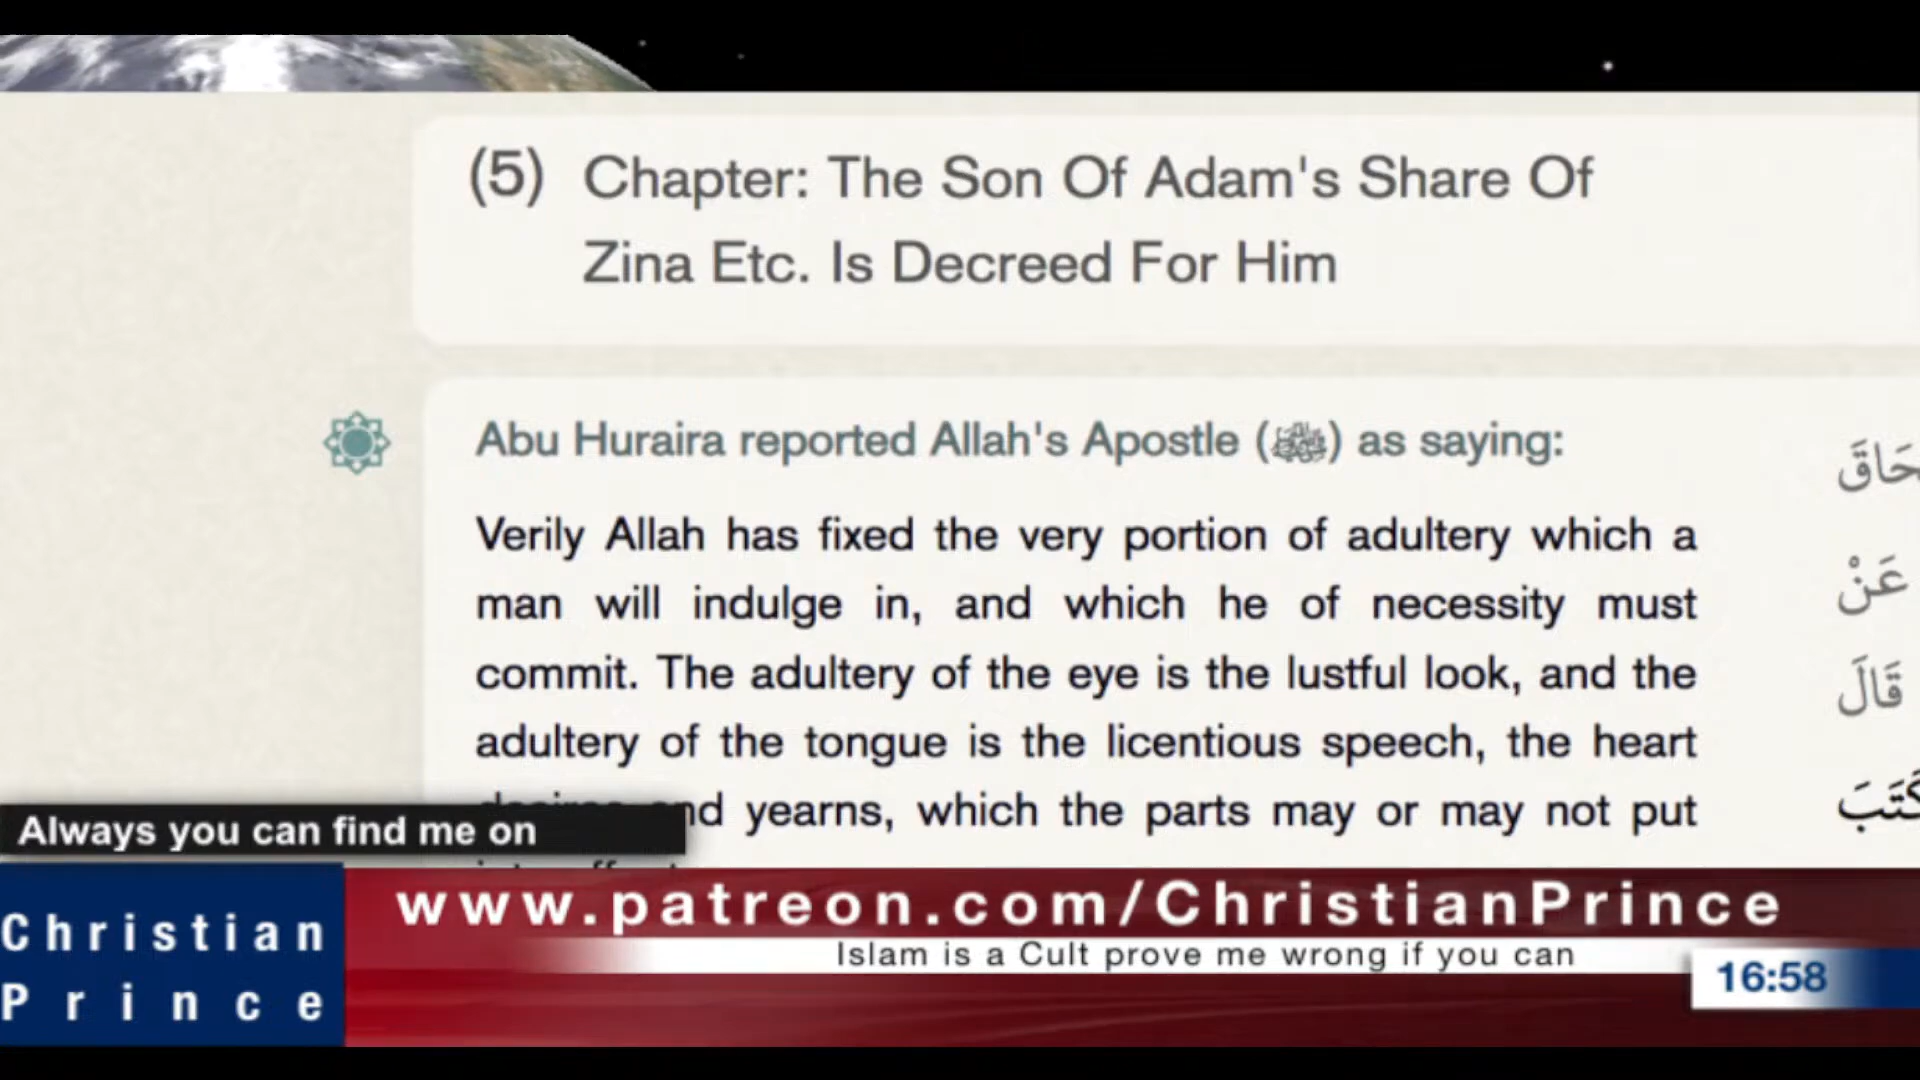 (5) Chapter: The Son Of Adam's Share Of
Zina Etc. Is Decreed For Him
Abu Huraira reported Allah's Apostle (ﷺ) as saying:
Verily Allah has fixed the very portion of adultery which a
man will indulge in, and which he of necessity must
commit. The adultery of the eye is the lustful look, and the
adultery of the tongue is the licentious speech, the heart
yearns, which the parts may or may not put
عَنْ
قَالَ
Always you can find me on
Christian
Prince
www.patreon.com/ChristianPrince
Islam is a Cult prove me wrong if you can
16:58